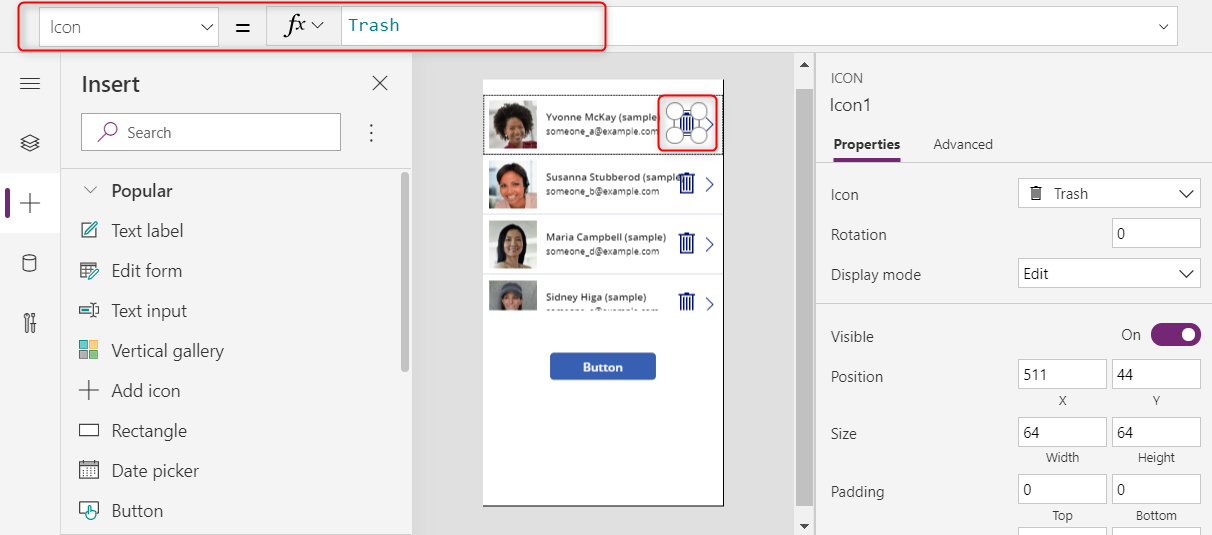 Icon = fx Trash
Insert
Search
Popular
Text label
Edit form
Text input
Vertical gallery
Add icon
Rectangle
Date picker
Button
Yvonne McKay (sample)
someone_a@example.com
Susanna Stubberod (sample)
someone_b@example.com
Maria Campbell (sample)
someone_d@example.com
Sidney Higa (sample)
Button
ICON
Icon1
Properties Advanced
Icon Trash
Rotation 0
Display mode Edit
Visible On
Position 511 44
X Y
Size 64 64
Width Height
Padding 0 0
Top Bottom